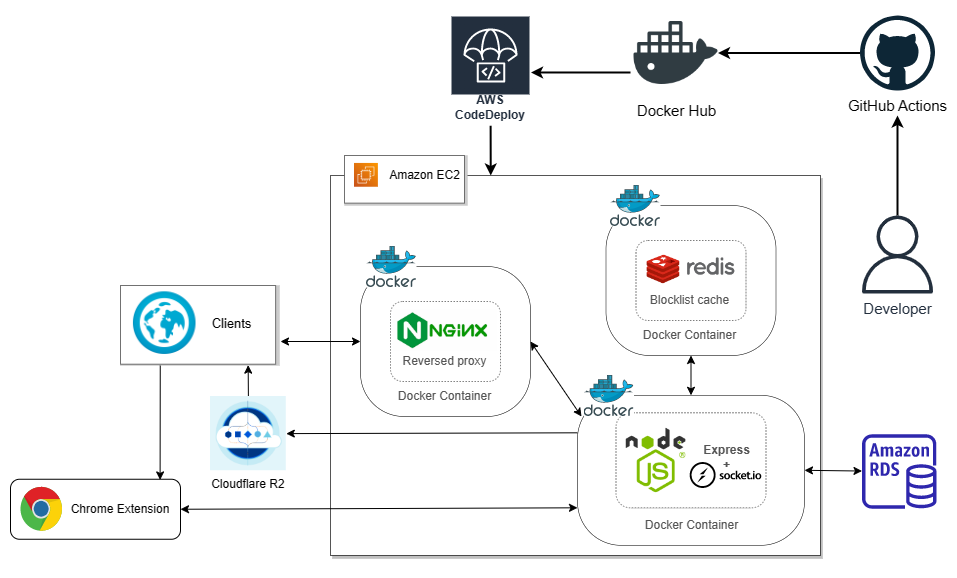 AWS
CodeDeploy
Docker Hub
GitHub Actions
Amazon EC2
docker
redis
Blocklist cache
Docker Container
Developer
docker
NGiNX
Reversed proxy
Docker Container
Clients
docker
node
JS
®
Express
+
socket.io
Docker Container
Amazon
RDS
Cloudflare R2
Chrome Extension